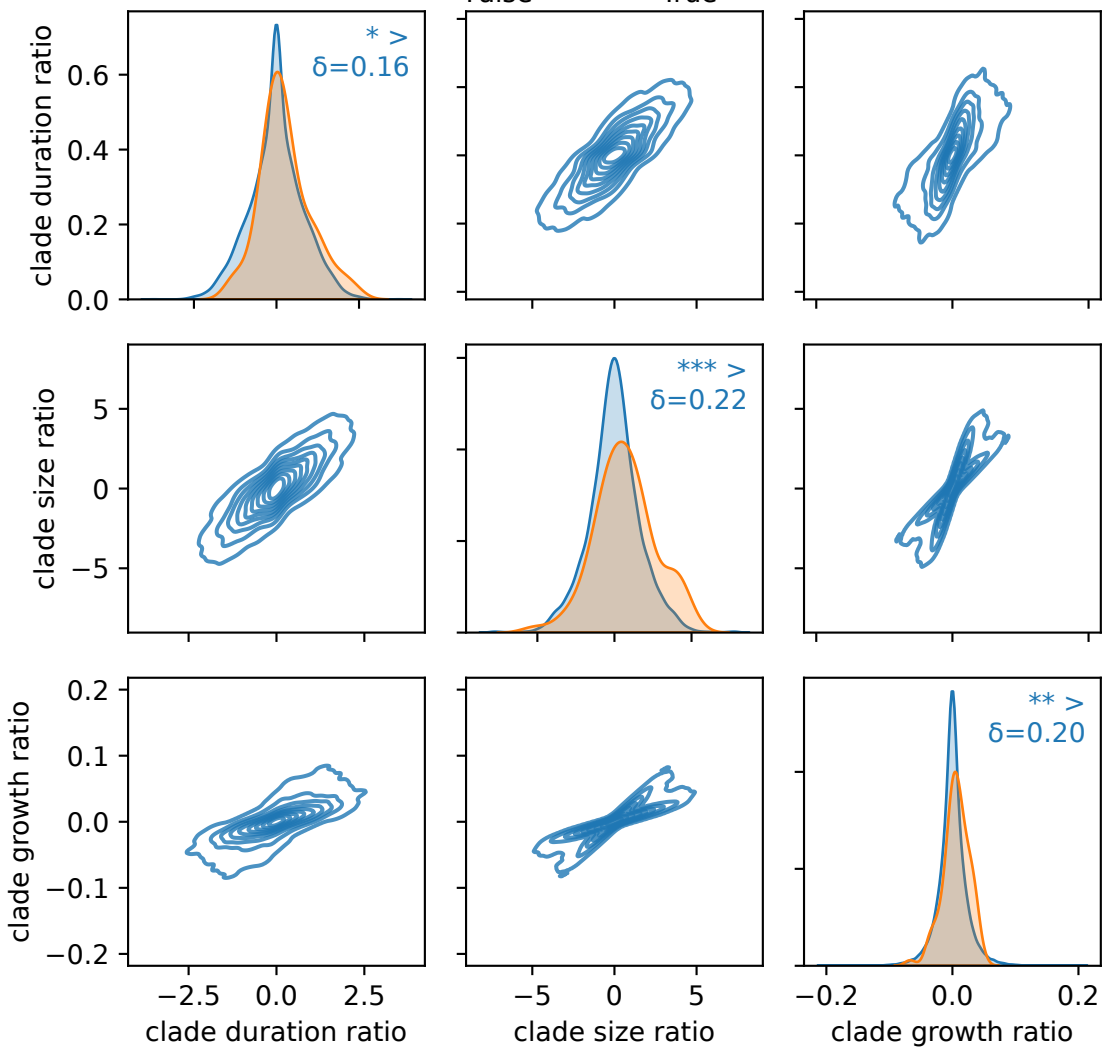 * >
δ=0.16
clade duration ratio
0.6
0.4
0.2
0.0
*** >
δ=0.22
clade size ratio
5
0
−5
** >
δ=0.20
clade growth ratio
0.2
0.1
0.0
−0.1
−0.2
−2.5 0.0 2.5
−5 0 5
−0.2 0.0 0.2
clade duration ratio
clade size ratio
clade growth ratio